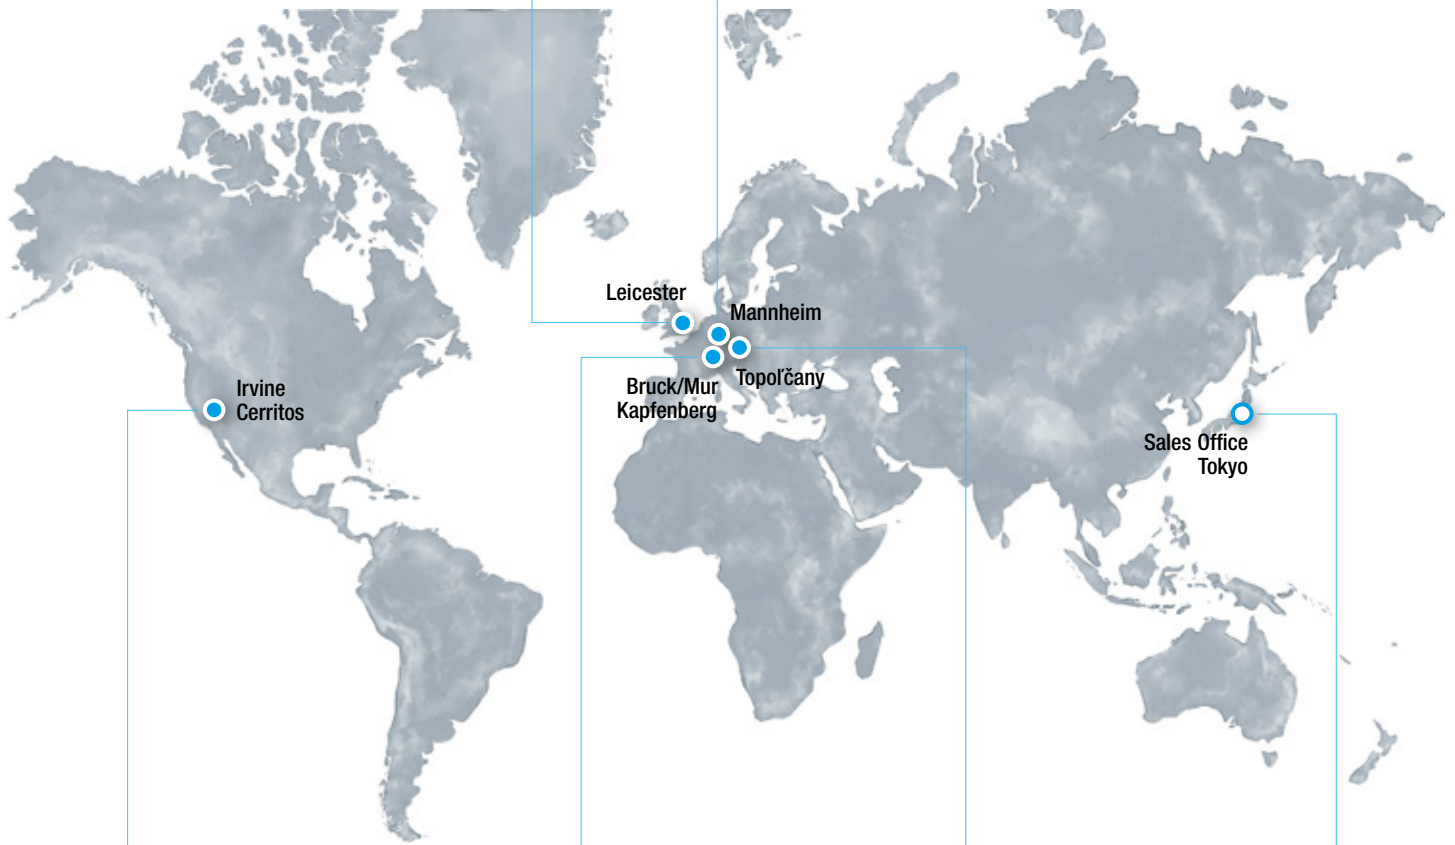 Leicester
Mannheim
Topoľčany
Bruck/Mur
Kapfenberg
Irvine
Cerritos
Sales Office
Tokyo